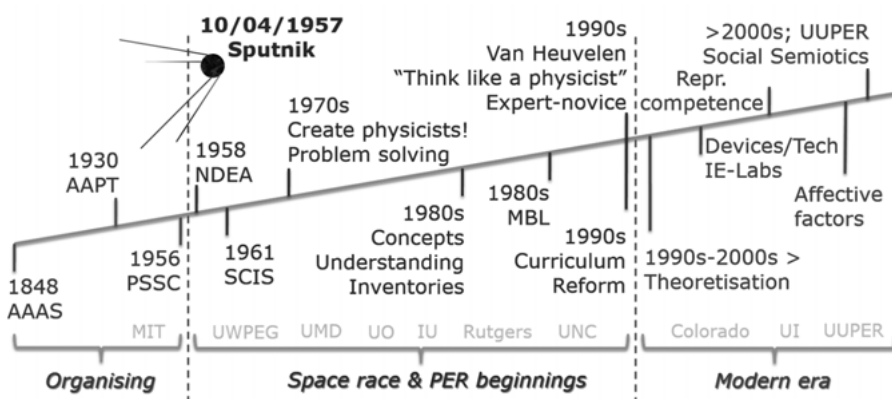 10/04/1957
Sputnik
1848
AAAS
1930
AAPT
1956
PSSC
1958
NDEA
1961
SCIS
1970s
Create physicists!
Problem solving
1980s
Concepts
Understanding
Inventories
1980s
MBL
1990s
Van Heuvelen
“Think like a physicist”
Expert-novice
1990s
Curriculum
Reform
1990s-2000s >
Theoretisation
Devices/Tech
IE-Labs
Repr.
competence
Affective
factors
>2000s; UUPER
Social Semiotics
MIT
UWPEG
UMD
UO
IU
Rutgers
UNC
Colorado
UI
UUPER
Organising
Space race & PER beginnings
Modern era